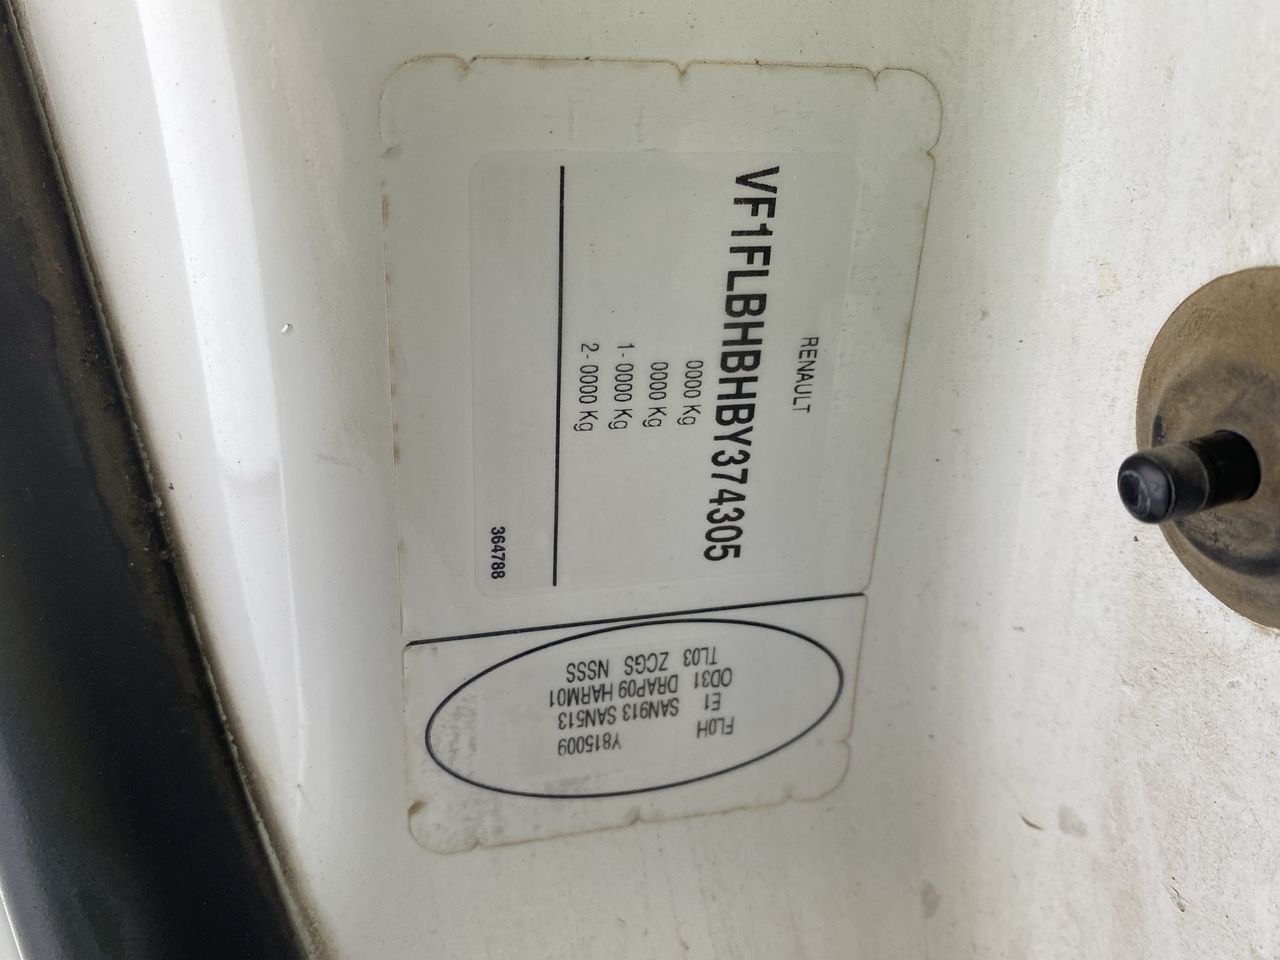 RENAULT
VF1FLBHBHBY374305
0000 Kg
0000 Kg
1- 0000 Kg
2- 0000 Kg
364788
FL0H Y815009
E1 SAN913 SAN513
OD31 DRAP09 HARM01
TL03 ZCGS NSSS